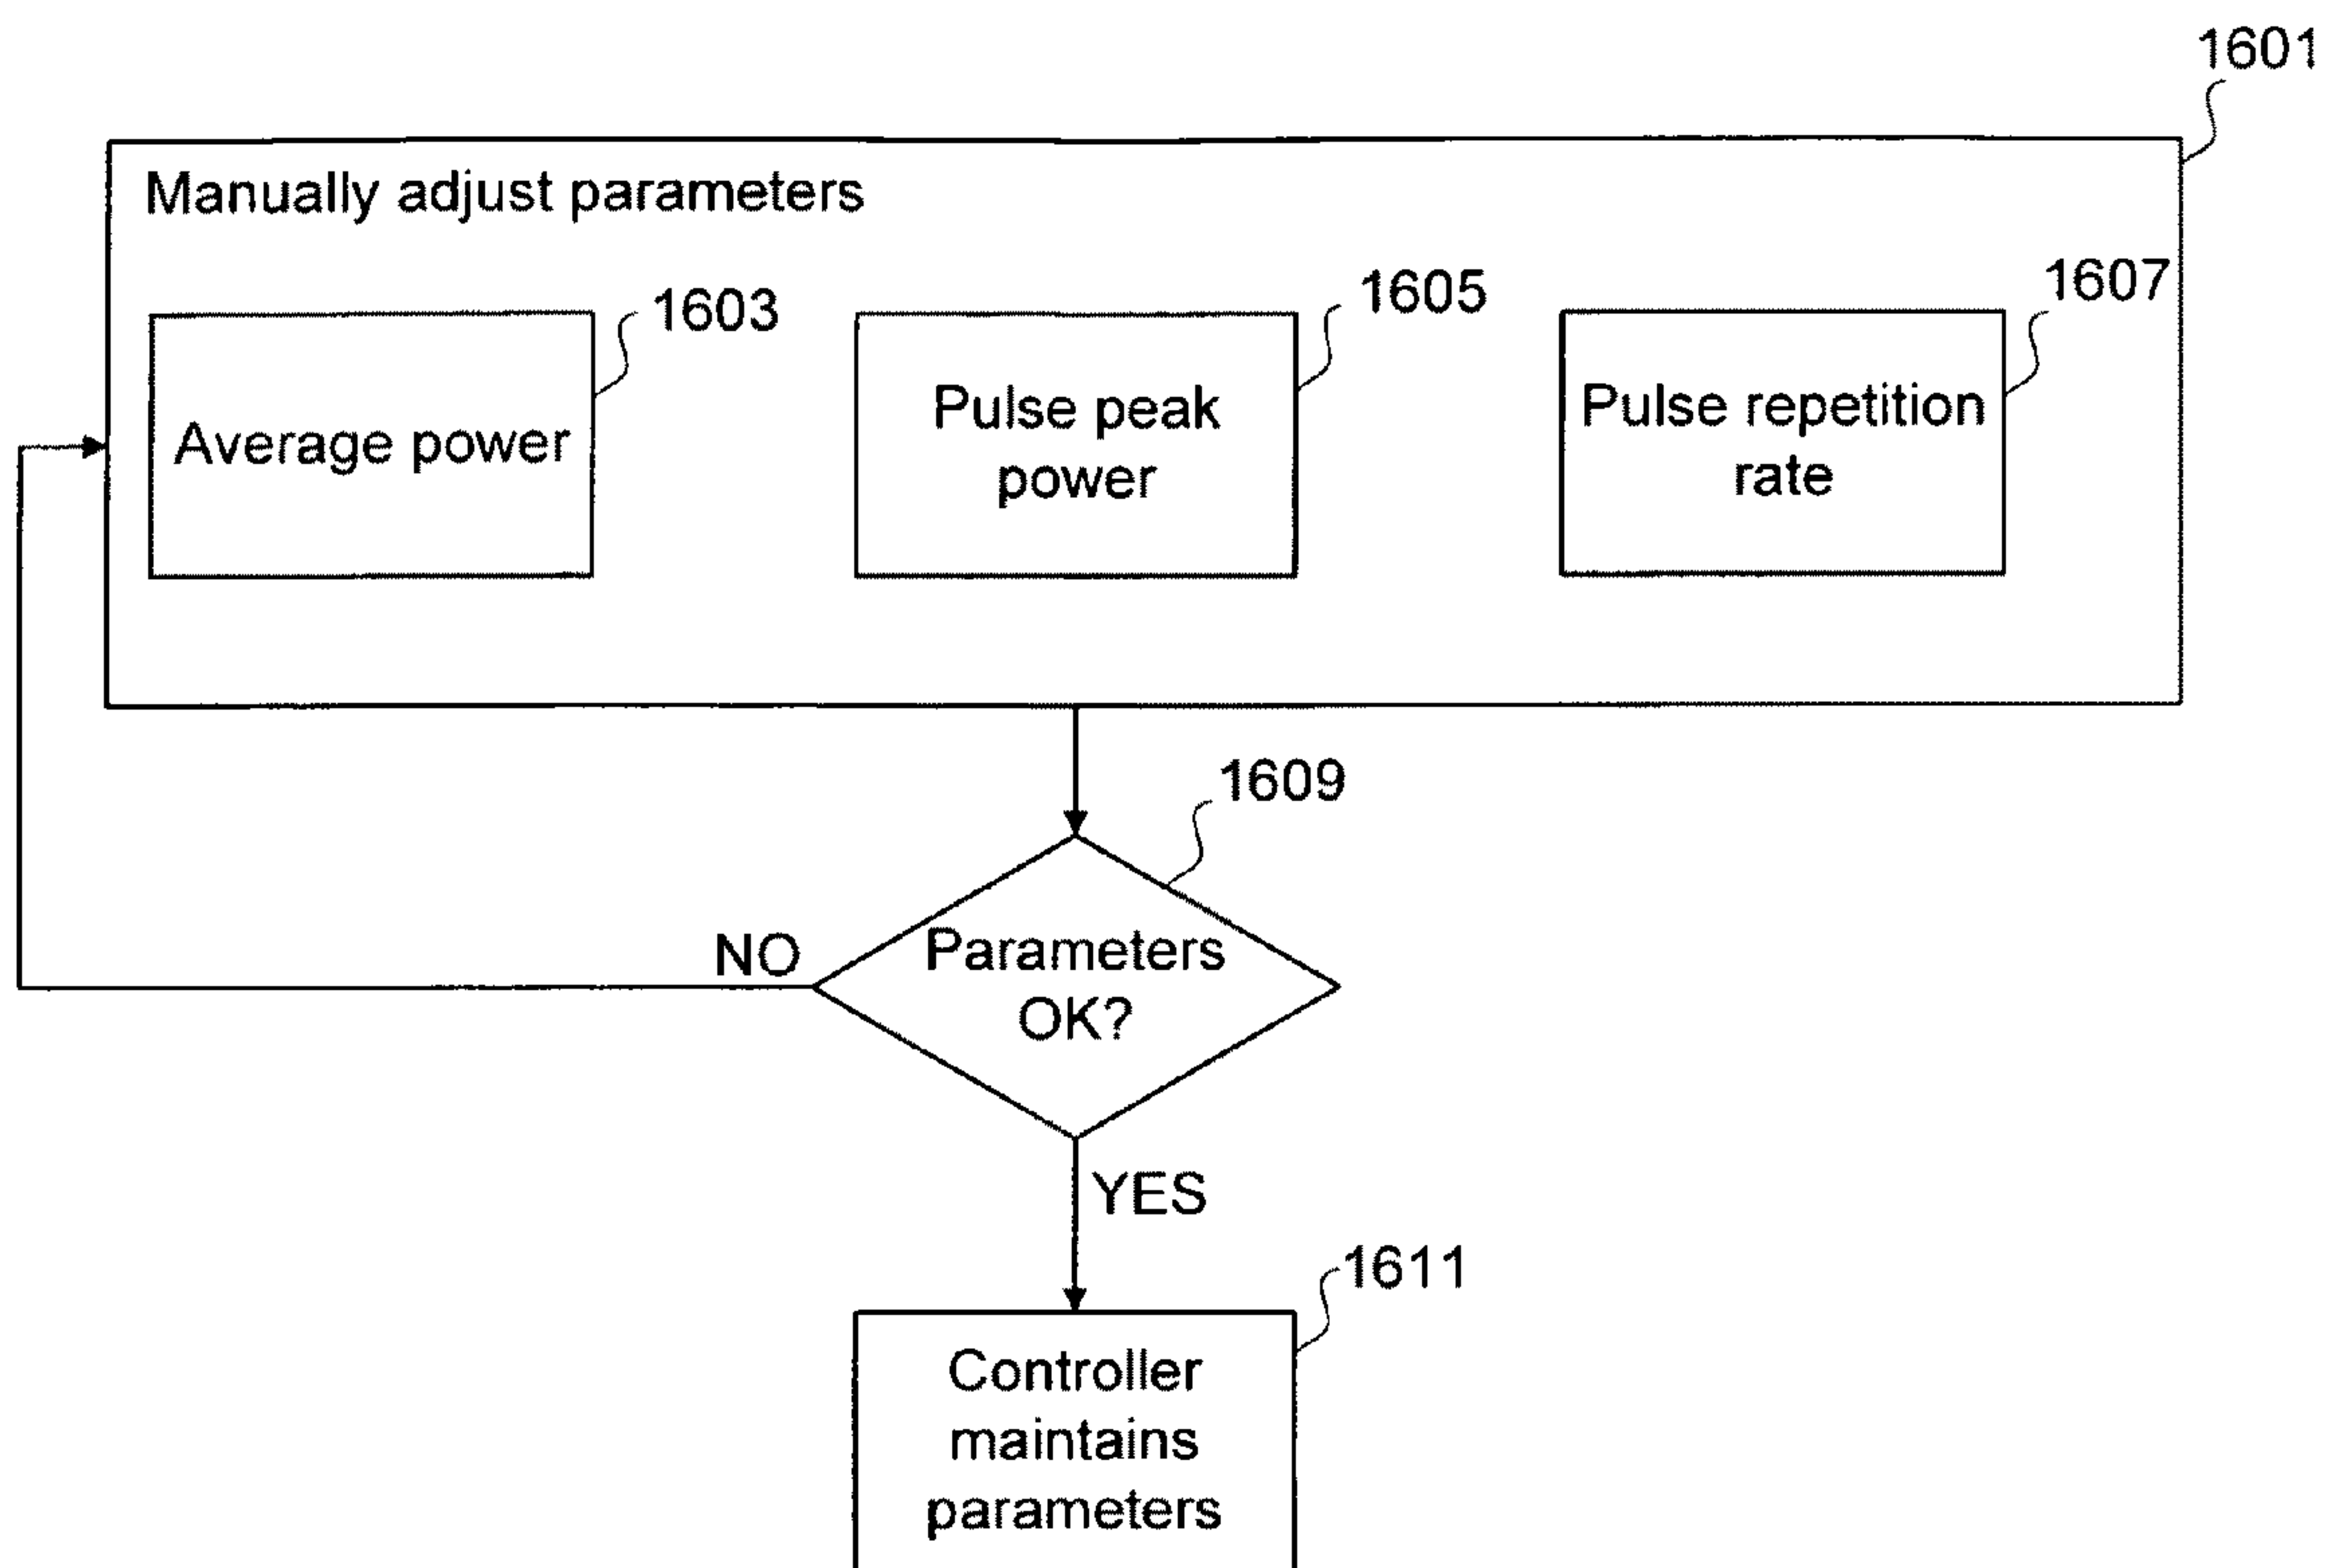 1601
Manually adjust parameters
1603
1605
1607
Average power
Pulse peak
power
Pulse repetition
rate
1609
Parameters
OK?
NO
YES
1611
Controller
maintains
parameters